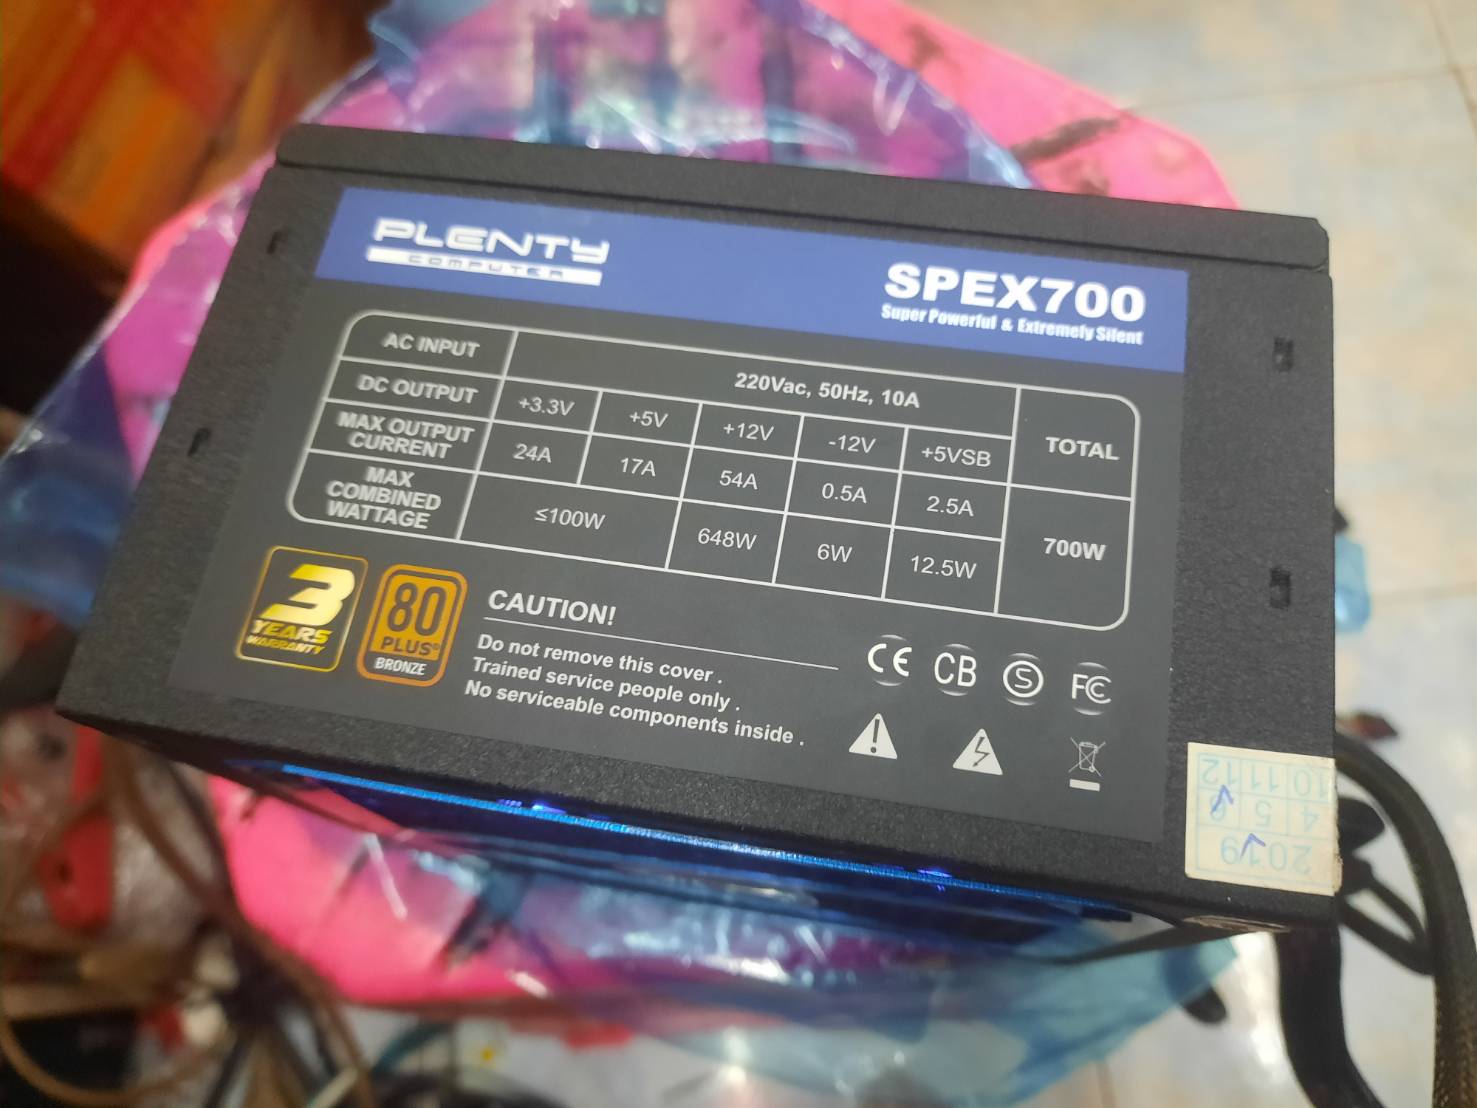 PLENTY
COMPUTER
SPEX700
Super Powerful & Extremefy Silent
AC INPUT 220Vac, 50Hz, 10A TOTAL
DC OUTPUT +3.3V +5V +12V -12V +5VSB
MAX OUTPUT CURRENT 24A 17A 54A 0.5A 2.5A 700W
MAX COMBINED WATTAGE ≤100W 648W 6W 12.5W
3
YEARS
WARRANTY
80
PLUS®
BRONZE
CAUTION!
Do not remove this cover .
Trained service people only .
No serviceable components inside .
CE CB S FC
2019
4 5 6
10 11 12